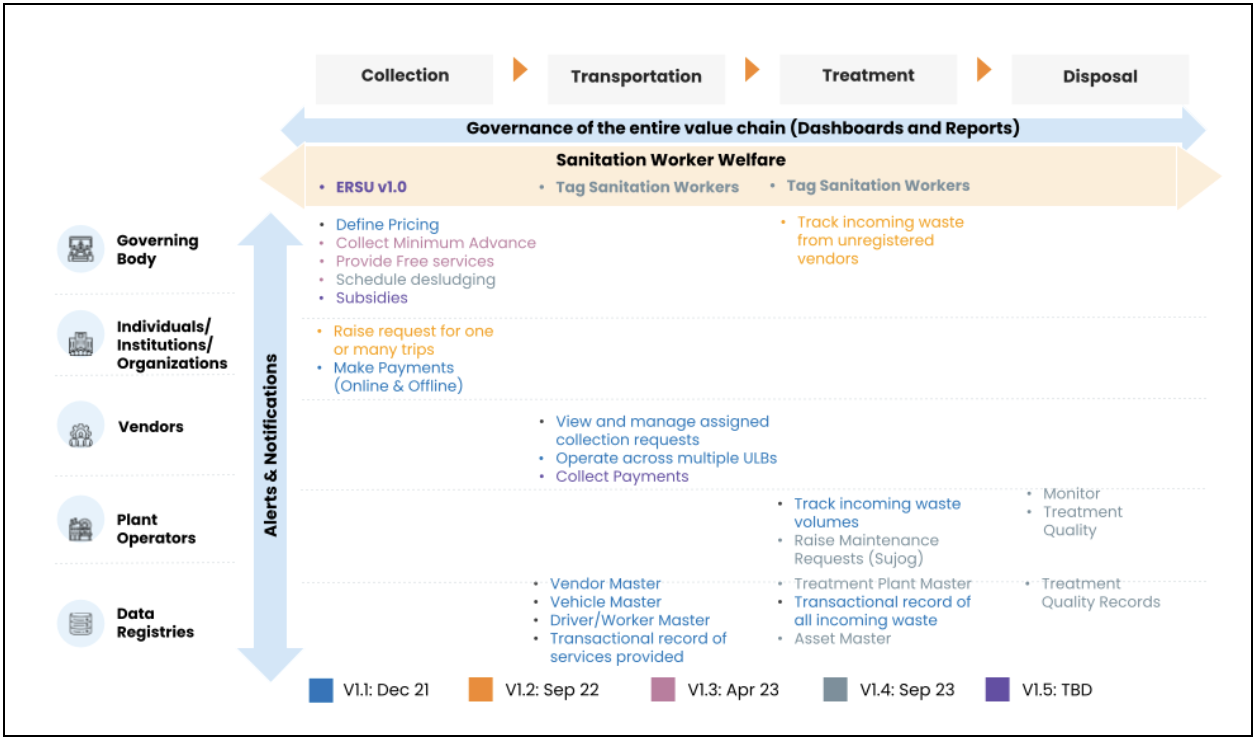 Collection
Transportation
Treatment
Disposal
Governance of the entire value chain (Dashboards and Reports)
Sanitation Worker Welfare
• ERSU v1.0
• Tag Sanitation Workers
• Tag Sanitation Workers
Governing
Body
• Define Pricing
• Collect Minimum Advance
• Provide Free services
• Schedule desludging
• Subsidies
• Track incoming waste
from unregistered
vendors
Individuals/
Institutions/
Organizations
• Raise request for one
or many trips
• Make Payments
(Online & Offline)
Alerts & Notifications
Vendors
• View and manage assigned
collection requests
• Operate across multiple ULBs
• Collect Payments
Plant
Operators
• Track incoming waste
volumes
• Raise Maintenance
Requests (Sujog)
• Monitor
• Treatment
Quality
Data
Registries
• Vendor Master
• Vehicle Master
• Driver/Worker Master
• Transactional record of
services provided
• Treatment Plant Master
• Transactional record of
all incoming waste
• Asset Master
• Treatment
Quality Records
V1.1: Dec 21
V1.2: Sep 22
V1.3: Apr 23
V1.4: Sep 23
V1.5: TBD